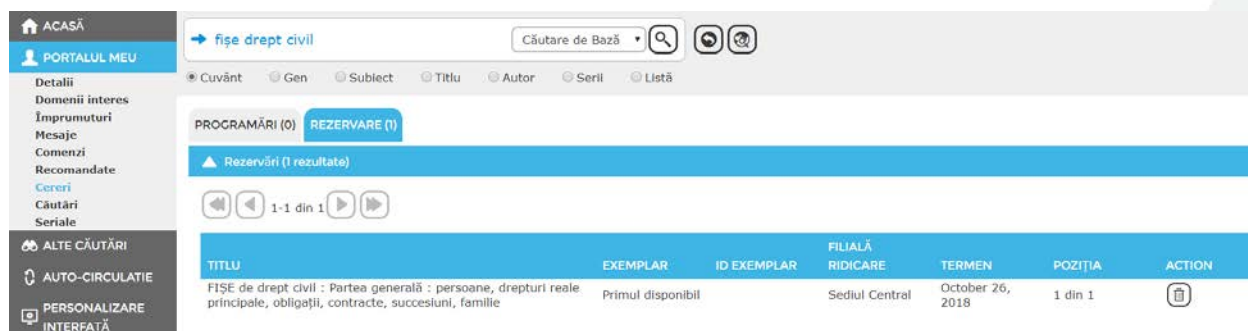 ACASĂ
PORTALUL MEU
Detalii
Domenii interes
Împrumuturi
Mesaje
Comenzi
Recomandate
Cereri
Căutări
Seriale
ALTE CĂUTĂRI
AUTO-CIRCULATIE
PERSONALIZARE
INTERFAȚĂ
fișe drept civil
Căutare de Bază
Cuvânt Gen Subiect Titlu Autor Serii Listă
PROGRAMĂRI (0) REZERVARE (1)
Rezervări (1 rezultate)
1-1 din 1
TITLU EXEMPLAR ID EXEMPLAR FILIALĂ RIDICARE TERMEN POZIȚIA ACTION
FIȘE de drept civil : Partea generală : persoane, drepturi reale
principale, obligații, contracte, succesiuni, familie
Primul disponibil
Sediul Central
October 26,
2018
1 din 1